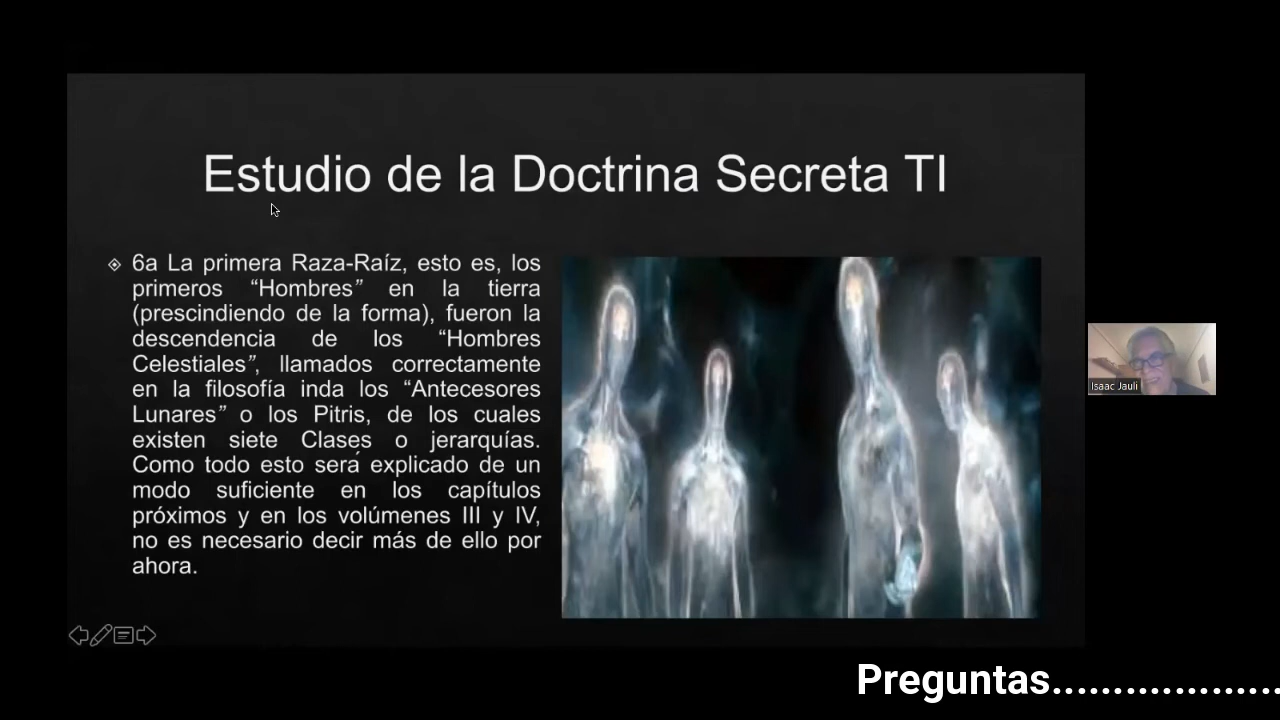 Estudio de la Doctrina Secreta TI
6a La primera Raza-Raíz, esto es, los
primeros “Hombres” en la tierra
(prescindiendo de la forma), fueron la
descendencia de los “Hombres
Celestiales”, llamados correctamente
en la filosofía inda los “Antecesores
Lunares” o los Pitris, de los cuales
existen siete Clases o jerarquías.
Como todo esto será explicado de un
modo suficiente en los capítulos
próximos y en los volúmenes III y IV,
no es necesario decir más de ello por
ahora.
Isaac Jauli
Preguntas...................